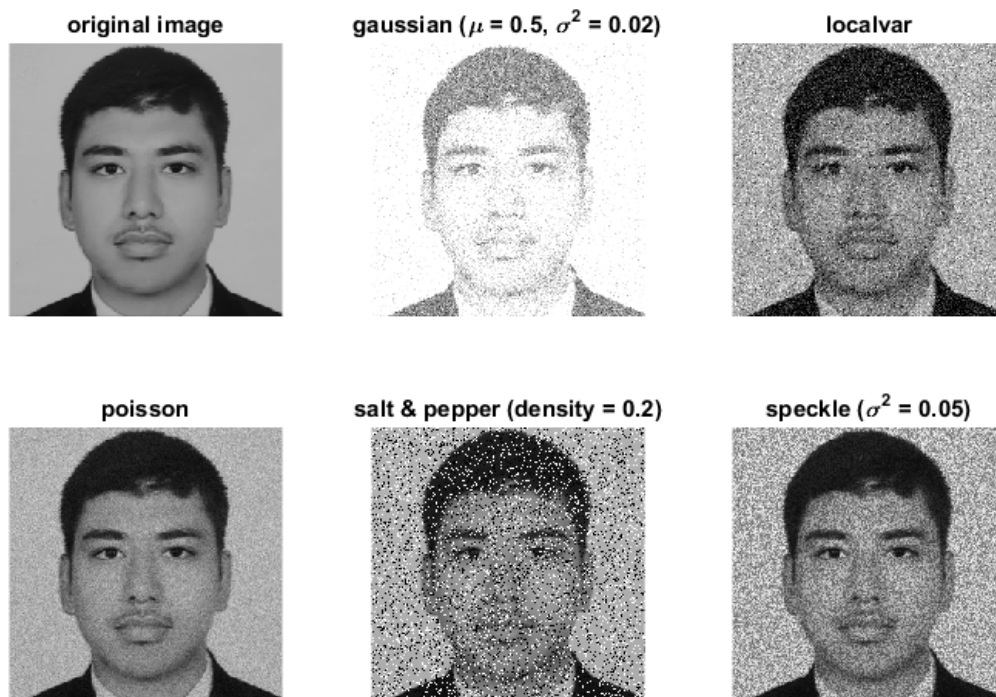 original image
gaussian (μ = 0.5, σ² = 0.02)
localvar
poisson
salt & pepper (density = 0.2)
speckle (σ² = 0.05)